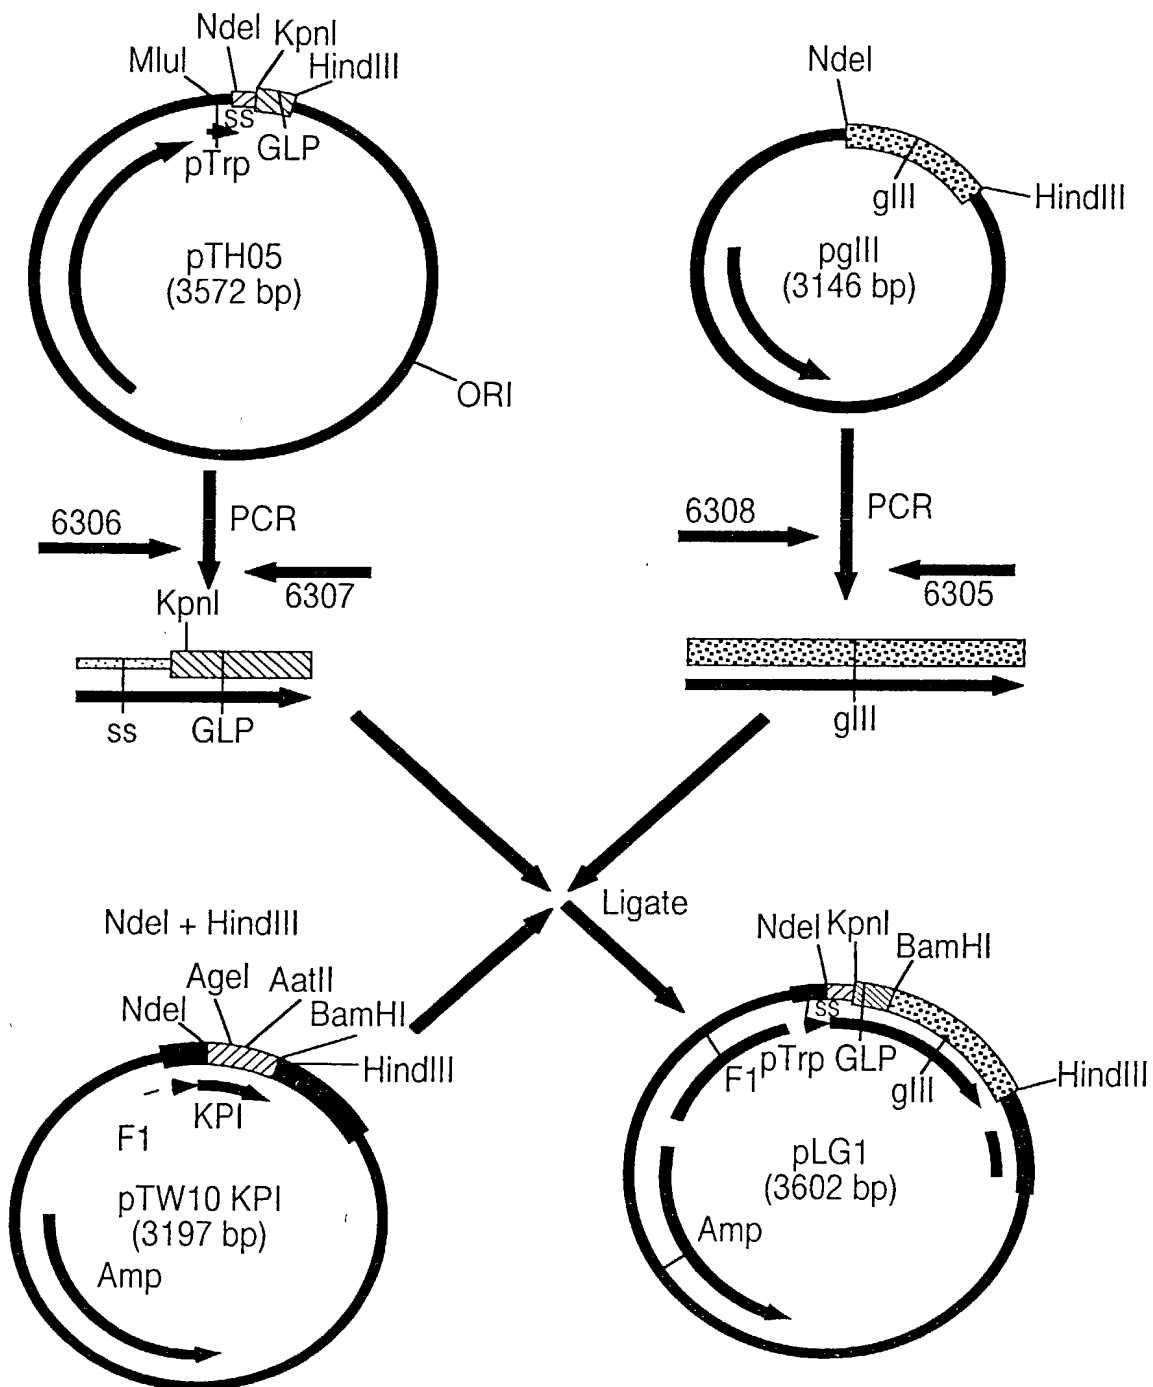 NdeI
KpnI
MluI
HindIII
ss
pTrp
GLP
pTH05
(3572 bp)
ORI
NdeI
gIII
HindIII
pgIII
(3146 bp)
6306
PCR
6307
KpnI
ss
GLP
6308
PCR
6305
gIII
Ligate
NdeI + HindIII
AgeI
AatII
NdeI
BamHI
HindIII
KPI
F1
pTW10 KPI
(3197 bp)
Amp
NdeI
KpnI
BamHI
ss
F1
pTrp
GLP
gIII
HindIII
pLG1
(3602 bp)
Amp